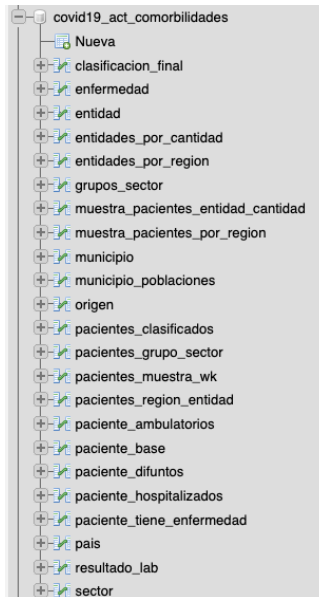 covid19_act_comorbilidades
Nueva
clasificacion_final
enfermedad
entidad
entidades_por_cantidad
entidades_por_region
grupos_sector
muestra_pacientes_entidad_cantidad
muestra_pacientes_por_region
municipio
municipio_poblaciones
origen
pacientes_clasificados
pacientes_grupo_sector
pacientes_muestra_wk
pacientes_region_entidad
paciente_ambulatorios
paciente_base
paciente_difuntos
paciente_hospitalizados
paciente_tiene_enfermedad
pais
resultado_lab
sector